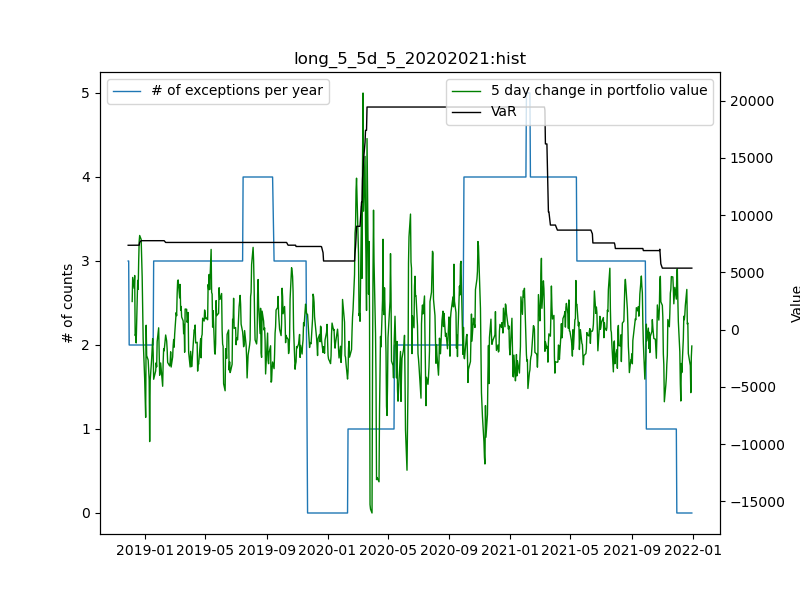 long_5_5d_5_20202021:hist
# of exceptions per year
5 day change in portfolio value
VaR
# of counts
5
4
3
2
1
0
20000
15000
10000
5000
0
−5000
−10000
−15000
Value
2019-01 2019-05 2019-09 2020-01 2020-05 2020-09 2021-01 2021-05 2021-09 2022-01